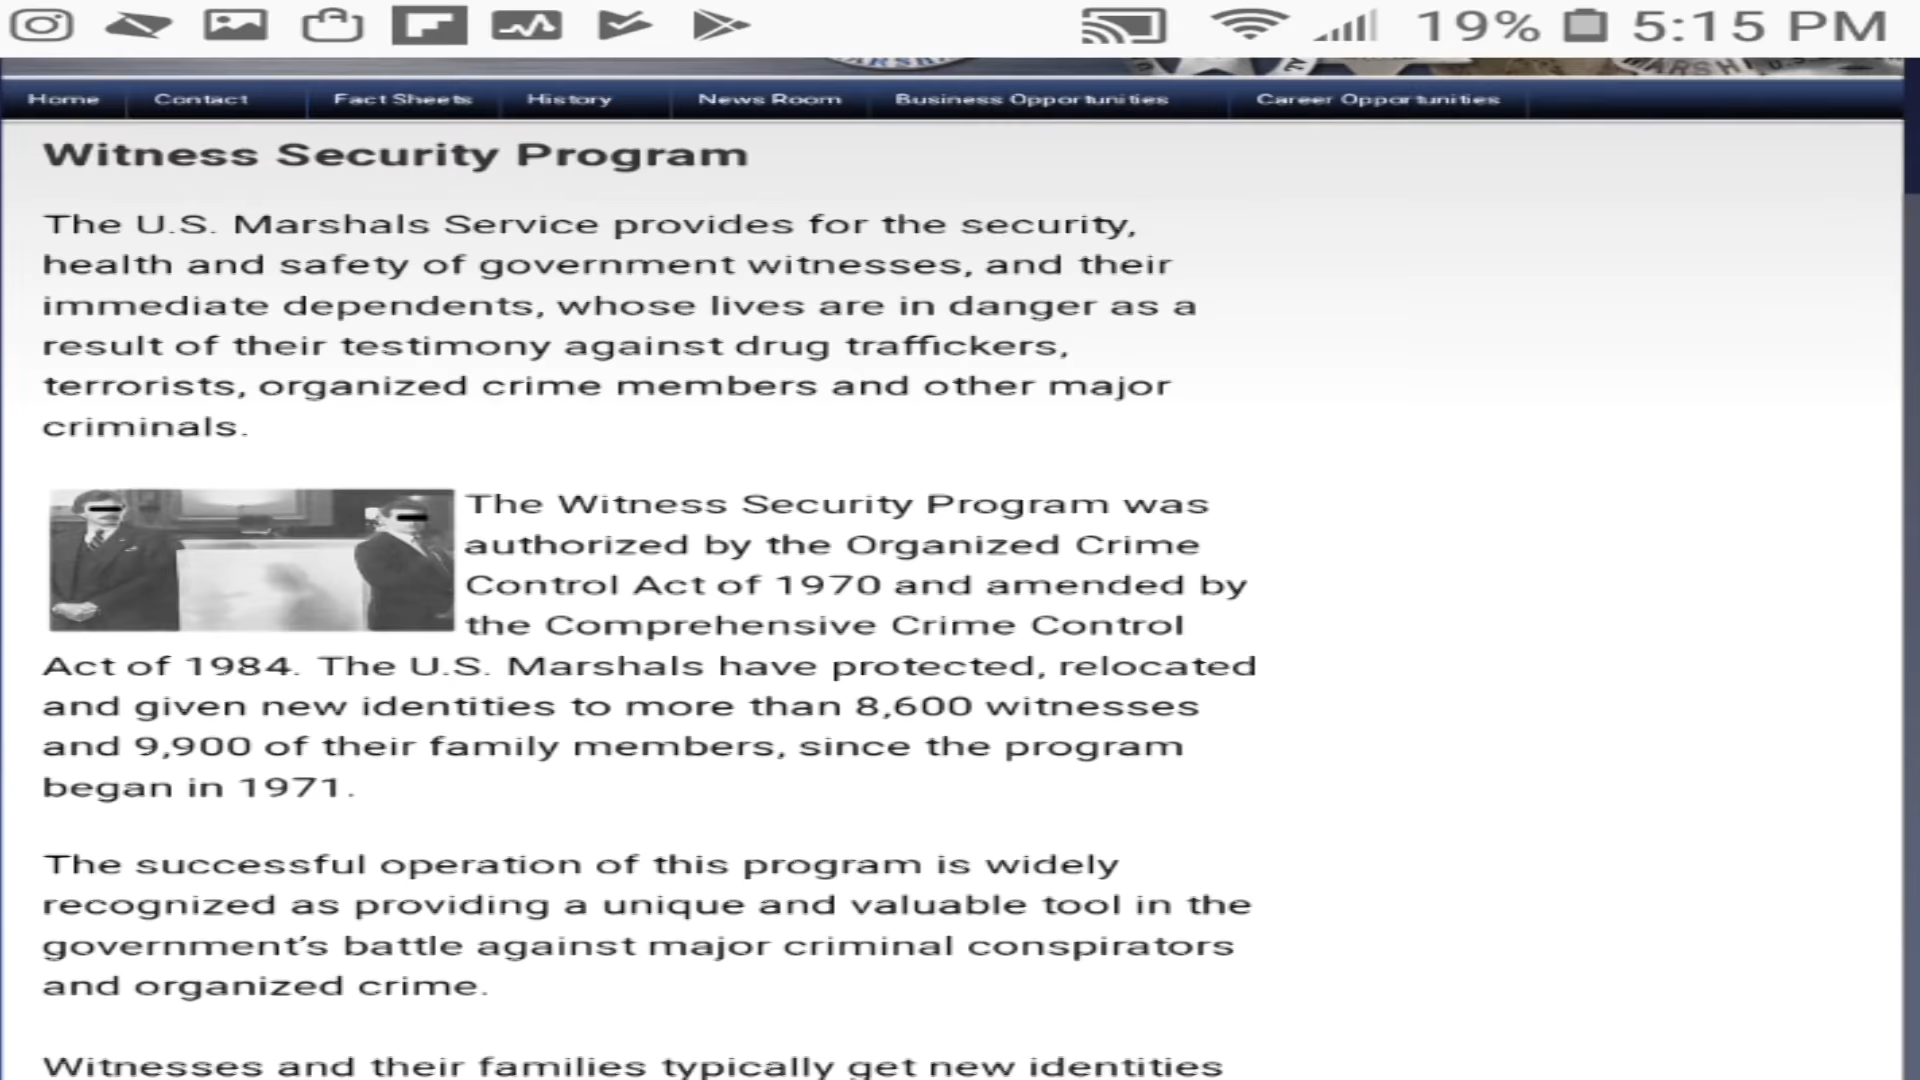 19% 5:15 PM
Home Contact Fact Sheets History News Room Business Opportunities Career Opportunities
Witness Security Program
The U.S. Marshals Service provides for the security,
health and safety of government witnesses, and their
immediate dependents, whose lives are in danger as a
result of their testimony against drug traffickers,
terrorists, organized crime members and other major
criminals.
The Witness Security Program was
authorized by the Organized Crime
Control Act of 1970 and amended by
the Comprehensive Crime Control
Act of 1984. The U.S. Marshals have protected, relocated
and given new identities to more than 8,600 witnesses
and 9,900 of their family members, since the program
began in 1971.
The successful operation of this program is widely
recognized as providing a unique and valuable tool in the
government's battle against major criminal conspirators
and organized crime.
Witnesses and their families typically get new identities